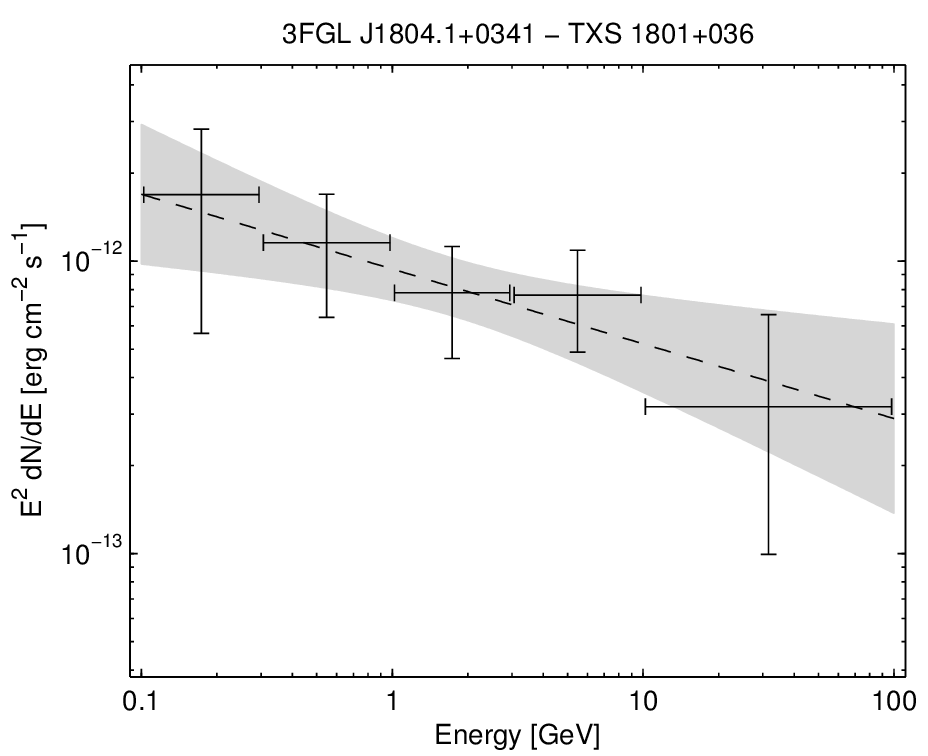 3FGL J1804.1+0341 − TXS 1801+036
E² dN/dE [erg cm⁻² s⁻¹]
10⁻¹²
10⁻¹³
0.1 1 10 100
Energy [GeV]